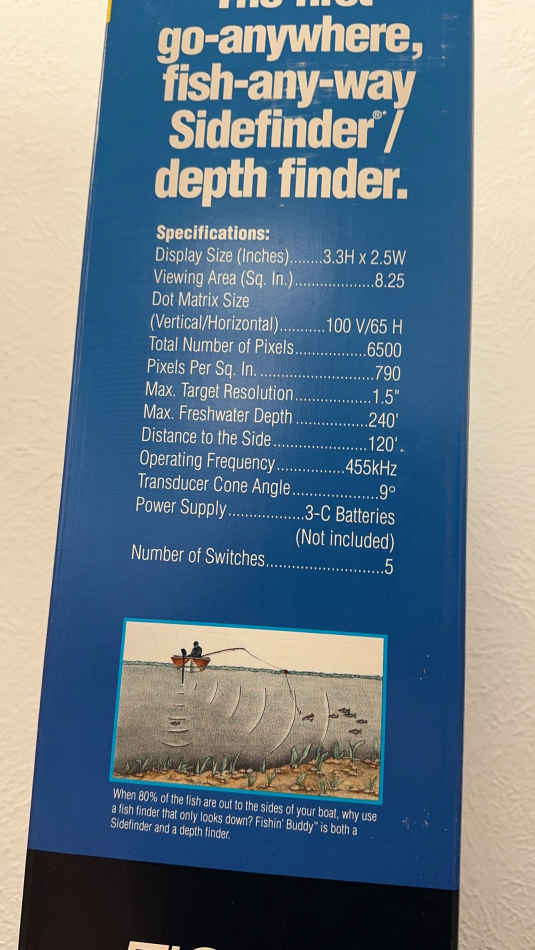 The first
go-anywhere,
fish-any-way
Sidefinder®*/
depth finder.
Specifications:
Display Size (Inches)........3.3H x 2.5W
Viewing Area (Sq. In.)...................8.25
Dot Matrix Size
(Vertical/Horizontal)...........100 V/65 H
Total Number of Pixels.................6500
Pixels Per Sq. In. ...........................790
Max. Target Resolution..................1.5"
Max. Freshwater Depth .................240'
Distance to the Side......................120'
Operating Frequency................455kHz
Transducer Cone Angle....................9°
Power Supply..................3-C Batteries
(Not included)
Number of Switches...........................5
When 80% of the fish are out to the sides of your boat, why use
a fish finder that only looks down? Fishin' Buddy™ is both a
Sidefinder and a depth finder.